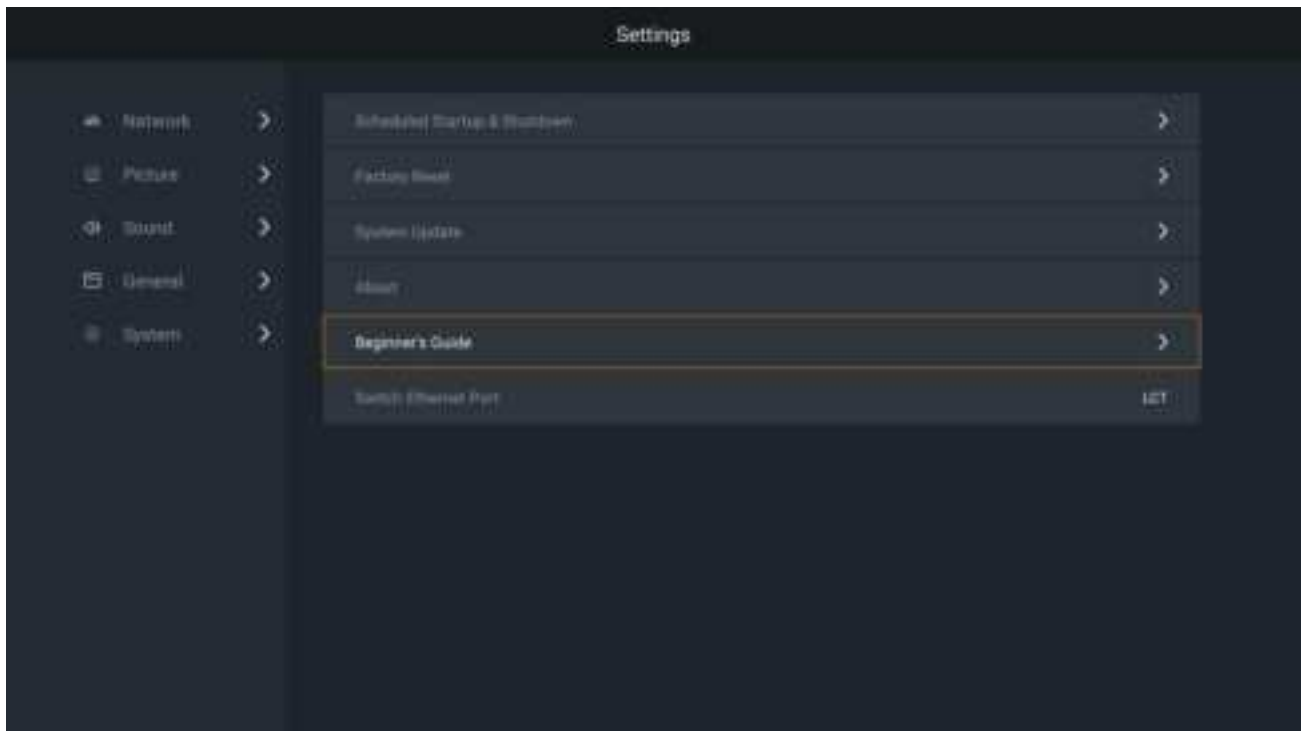 Settings
Network
Picture
Sound
General
System
Scheduled Startup & Shutdown
Factory Reset
System Update
About
Beginner's Guide
Switch Ethernet Port